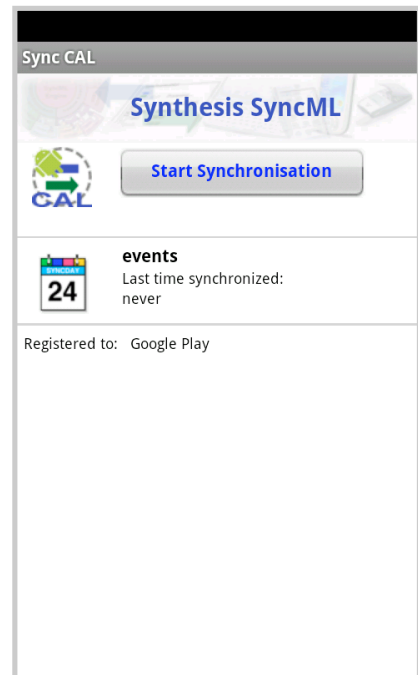 Sync CAL
Synthesis SyncML
Start Synchronisation
CAL
events
Last time synchronized:
never
SYNCDAY
24
Registered to: Google Play